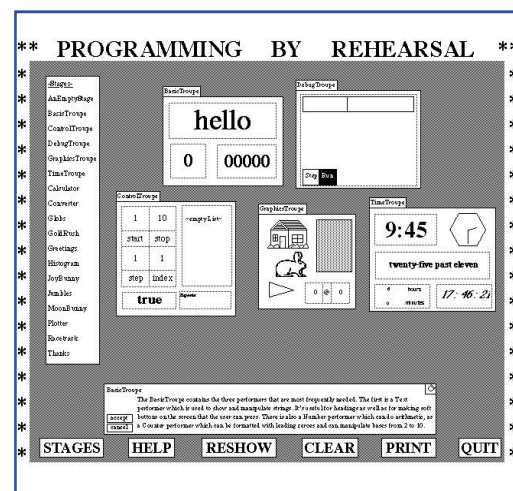 ** PROGRAMMING BY REHEARSAL **
-Stages-
AnEmptyStage
BasicTroupe
ControlTroupe
DebugTroupe
GraphicsTroupe
TimeTroupe
Calculator
Converter
Globs
GoldRush
Greetings
Histogram
JoyBunny
Jumbles
MoonBunny
Plotter
Racetrack
Thanks
BasicTroupe
hello
0 00000
DebugTroupe
Step Run
ControlTroupe
1 10
start stop
1 1
step index
true
-emptyList-
Repeater
GraphicsTroupe
0 @ 0
TimeTroupe
9:45
twenty-five past eleven
hours
minutes
17:46:21
BasicTroupe
The BasicTroupe contains the three performers that are most frequently needed. The first is a Text
performer which is used to show and manipulate strings. It's useful for headings as well as for making soft
buttons on the screen that the user can press. There is also a Number performer which can do arithmetic, as
a Counter performer which can be formatted with leading zeroes and can manipulate bases from 2 to 10.
accept
cancel
STAGES HELP RESHOW CLEAR PRINT QUIT